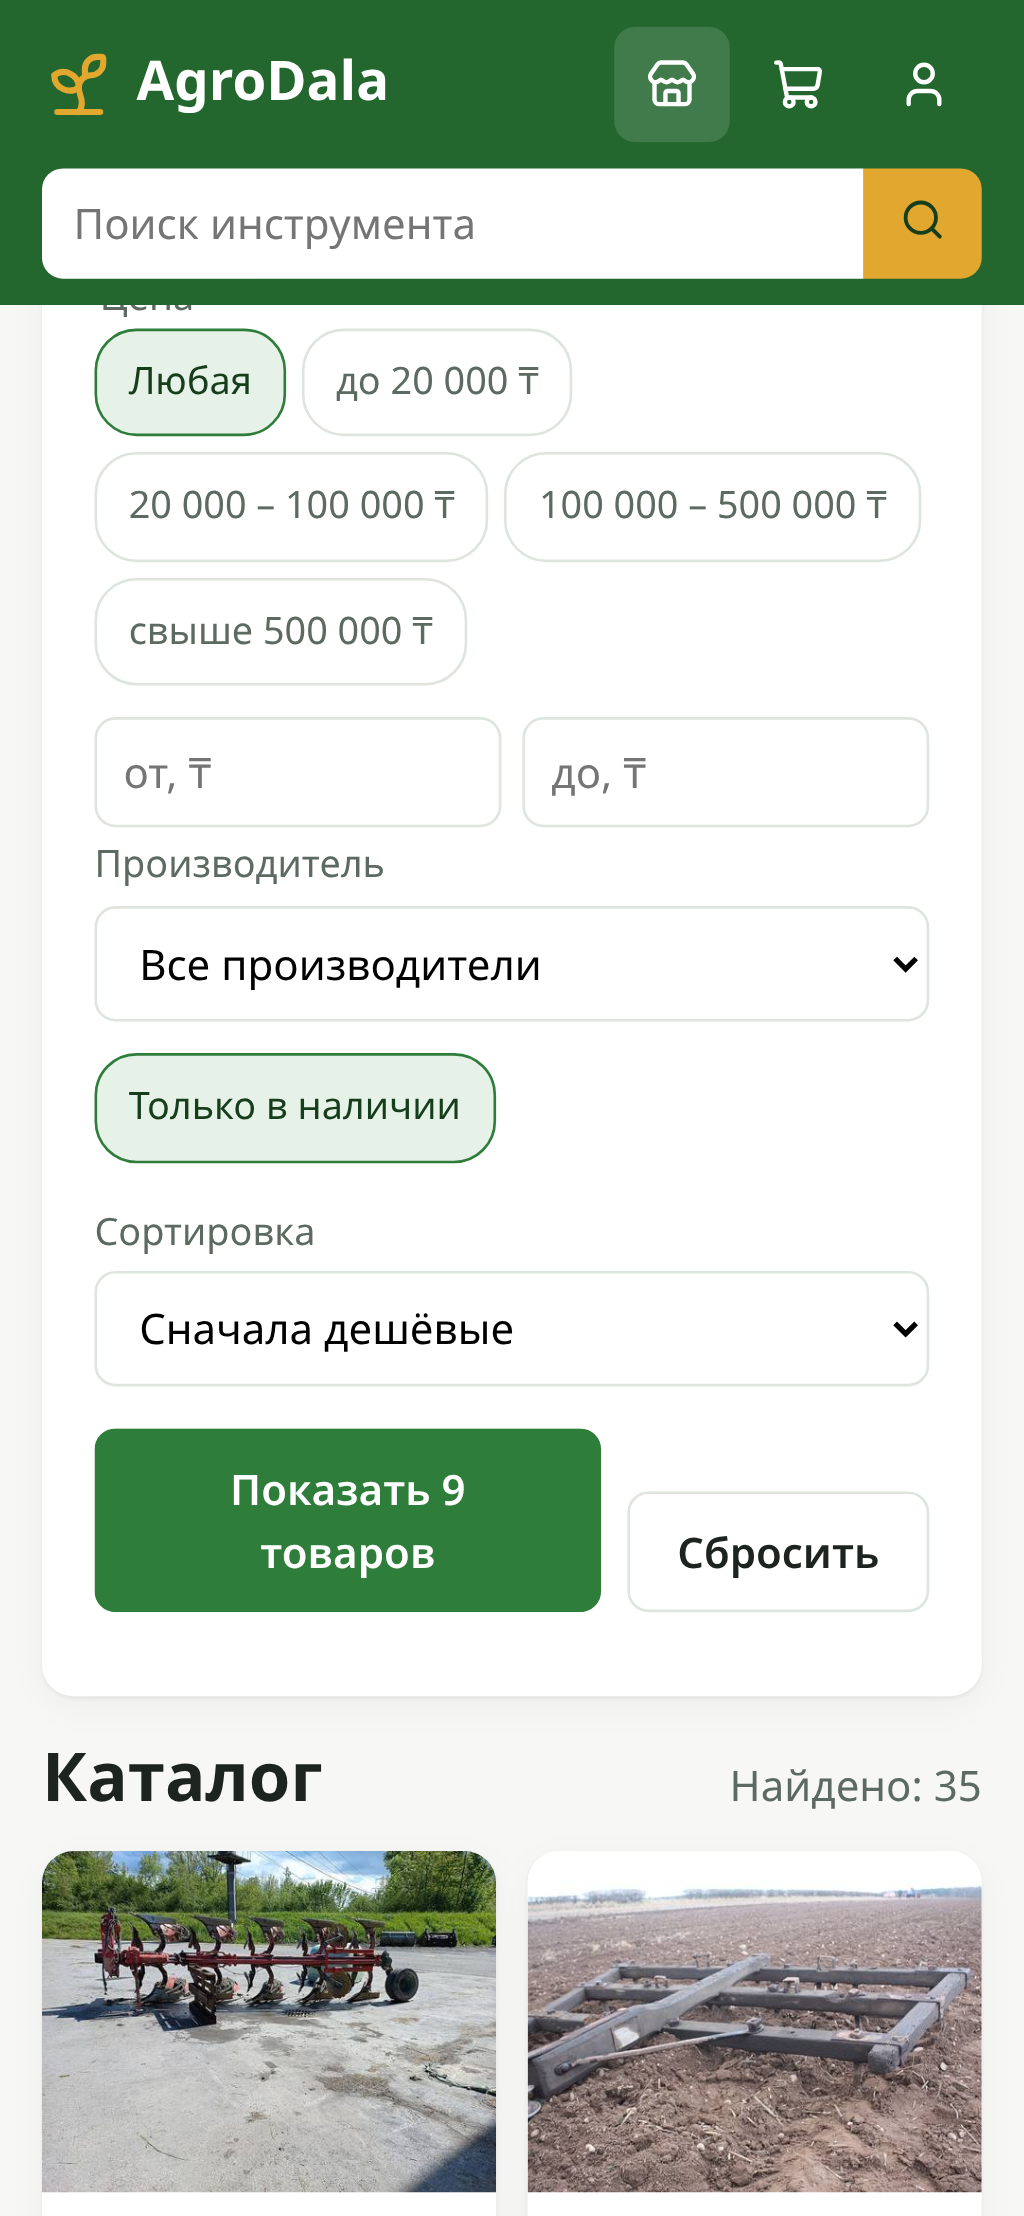 AgroDala
Поиск инструмента
Цена
Любая
до 20 000 ₸
20 000 – 100 000 ₸
100 000 – 500 000 ₸
свыше 500 000 ₸
от, ₸
до, ₸
Производитель
Все производители
Только в наличии
Сортировка
Сначала дешёвые
Показать 9
товаров
Сбросить
Каталог
Найдено: 35